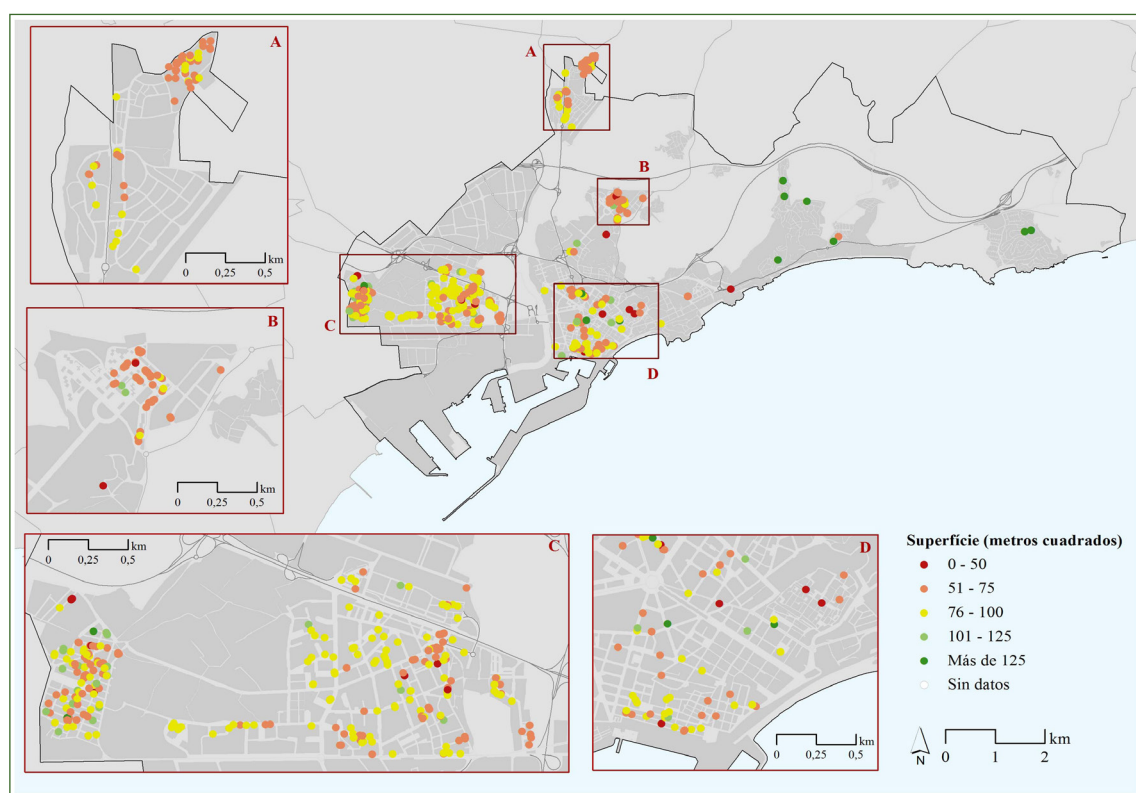 A
0 0,25 0,5
km
A
B
C
D
B
km
0 0,25 0,5
km
0 0,25 0,5
C
D
km
0 0,25 0,5
Superfície (metros cuadrados)
0 - 50
51 - 75
76 - 100
101 - 125
Más de 125
Sin datos
N
km
0 1 2